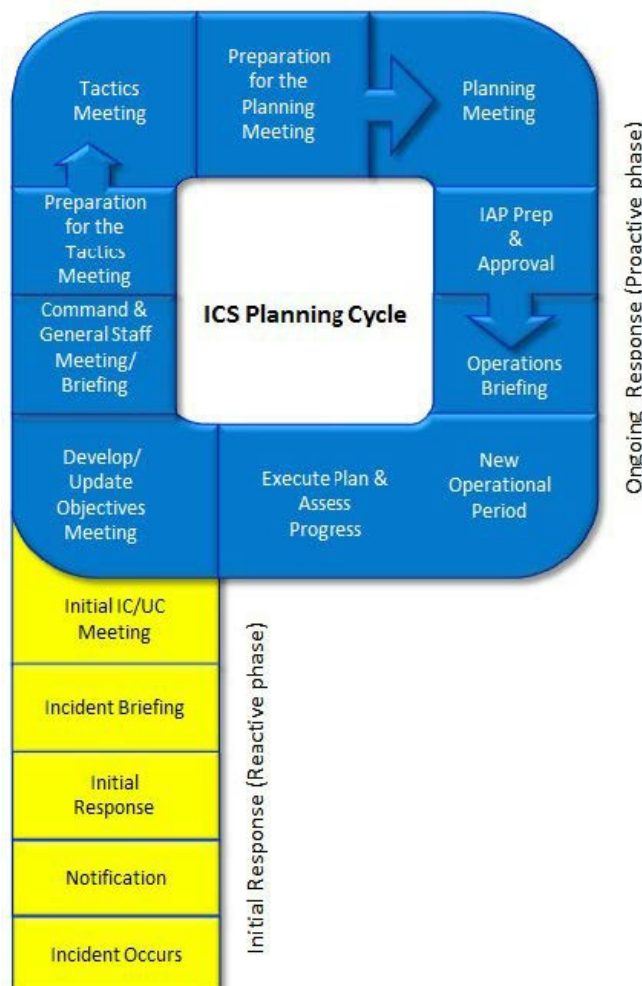 Tactics
Meeting
Preparation
for the
Planning
Meeting
Planning
Meeting
Preparation
for the
Tactics
Meeting
IAP Prep
&
Approval
ICS Planning Cycle
Command &
General Staff
Meeting/
Briefing
Operations
Briefing
Develop/
Update
Objectives
Meeting
Execute Plan &
Assess
Progress
New
Operational
Period
Ongoing Response (Proactive phase)
Initial IC/UC
Meeting
Incident Briefing
Initial
Response
Notification
Incident Occurs
Initial Response (Reactive phase)